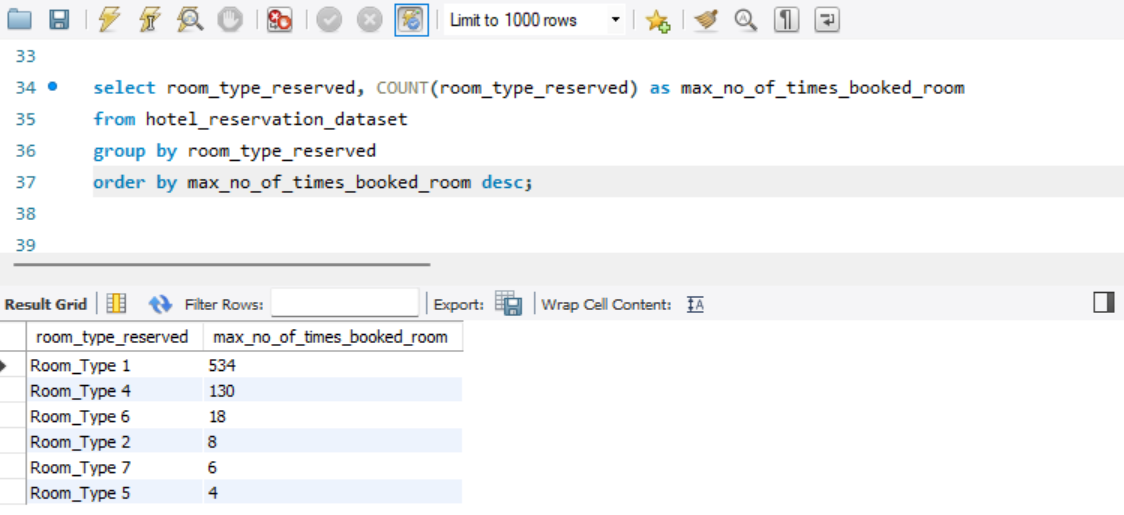 Limit to 1000 rows
33
34 select room_type_reserved, COUNT(room_type_reserved) as max_no_of_times_booked_room
35 from hotel_reservation_dataset
36 group by room_type_reserved
37 order by max_no_of_times_booked_room desc;
38
39
Result Grid Filter Rows: Export: Wrap Cell Content:
room_type_reserved max_no_of_times_booked_room
Room_Type 1 534
Room_Type 4 130
Room_Type 6 18
Room_Type 2 8
Room_Type 7 6
Room_Type 5 4